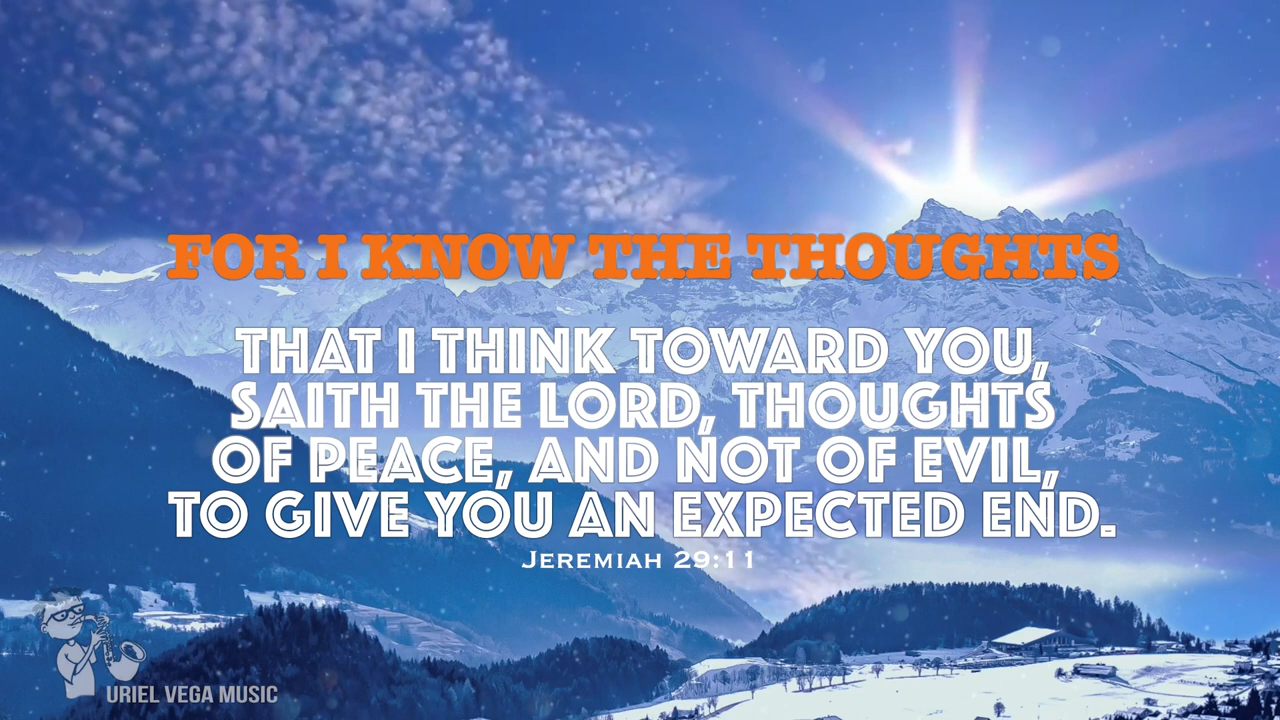 FOR I KNOW THE THOUGHTS
THAT I THINK TOWARD YOU,
SAITH THE LORD, THOUGHTS
OF PEACE, AND NOT OF EVIL,
TO GIVE YOU AN EXPECTED END.
JEREMIAH 29:11
URIEL VEGA MUSIC